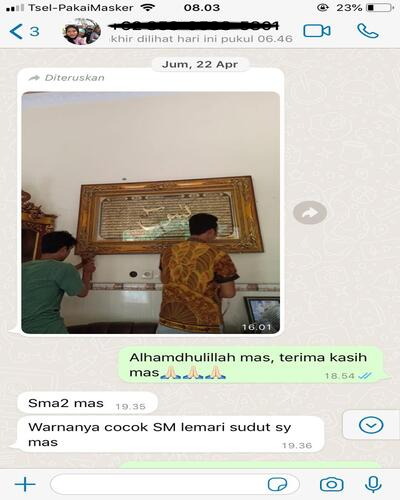 Tsel-PakaiMasker
08.03
23%
3
khir dilihat hari ini pukul 06.46
Jum, 22 Apr
Diteruskan
16.01
Alhamdhulillah mas, terima kasih
mas🙏🏻🙏🏻🙏🏻
18.54
Sma2 mas
19.35
Warnanya cocok SM lemari sudut sy
mas
19.36